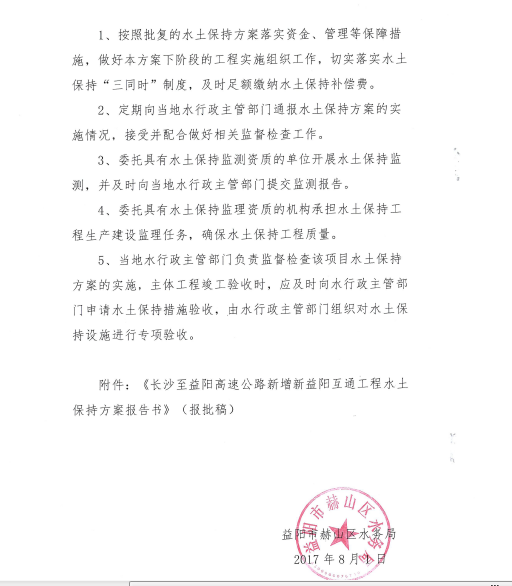 1、按照批复的水土保持方案落实资金、管理等保障措
施，做好本方案下阶段的工程实施组织工作，切实落实水土
保持“三同时”制度，及时足额缴纳水土保持补偿费。
2、定期向当地水行政主管部门通报水土保持方案的实
施情况，接受并配合做好相关监督检查工作。
3、委托具有水土保持监测资质的单位开展水土保持监
测，并及时向当地水行政主管部门提交监测报告。
4、委托具有水土保持监理资质的机构承担水土保持工
程生产建设监理任务，确保水土保持工程质量。
5、当地水行政主管部门负责监督检查该项目水土保持
方案的实施，主体工程竣工验收时，应及时向水行政主管部
门申请水土保持措施验收，由水行政主管部门组织对水土保
持设施进行专项验收。
附件：《长沙至益阳高速公路新增新益阳互通工程水土
保持方案报告书》（报批稿）
益阳市赫山区水务局
益阳市赫山区水务局
2017年8月1日